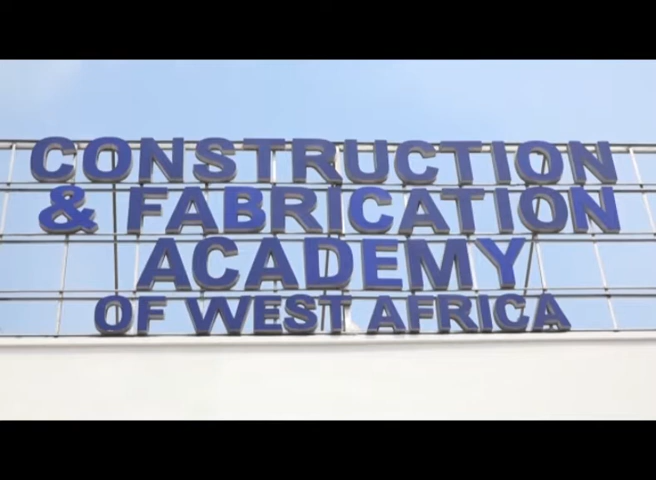 CONSTRUCTION
& FABRICATION
ACADEMY
OF WEST AFRICA